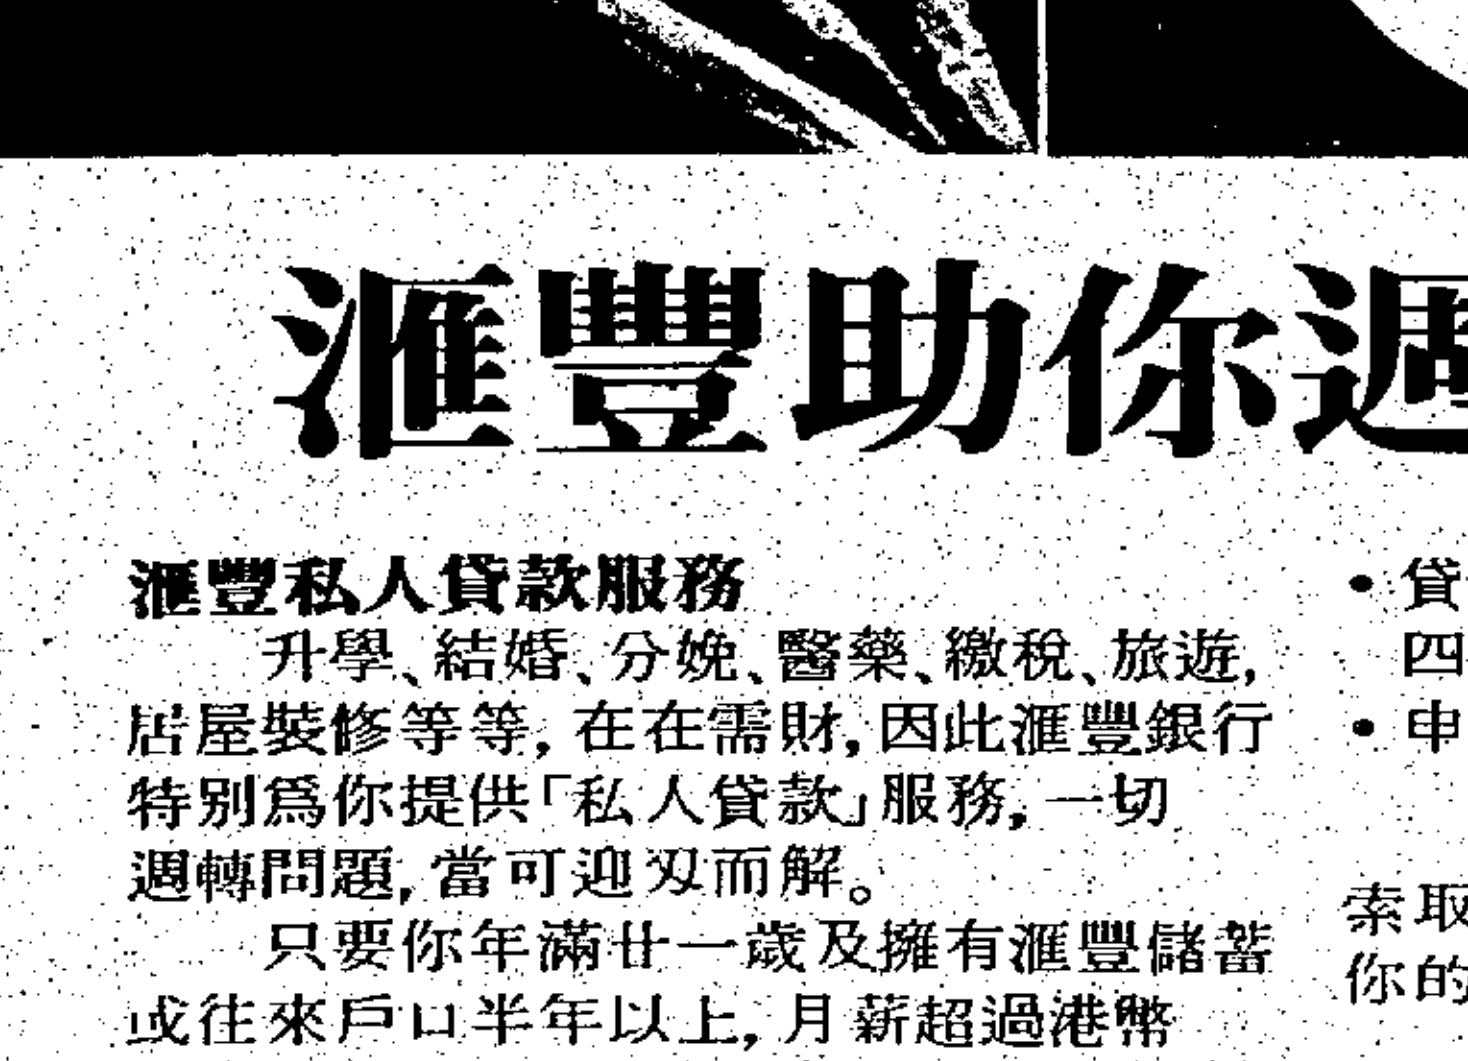 滙豐助你週
滙豐私人貸款服務
升學、結婚、分娩、醫藥、繳稅、旅遊,
居屋裝修等等,在在需財,因此滙豐銀行
特別爲你提供「私人貸款」服務,一切
週轉問題,當可迎刃而解。
只要你年滿廿一歲及擁有滙豐儲蓄
或往來戶口半年以上,月薪超過港幣
• 貸
四
• 申
索取
你的